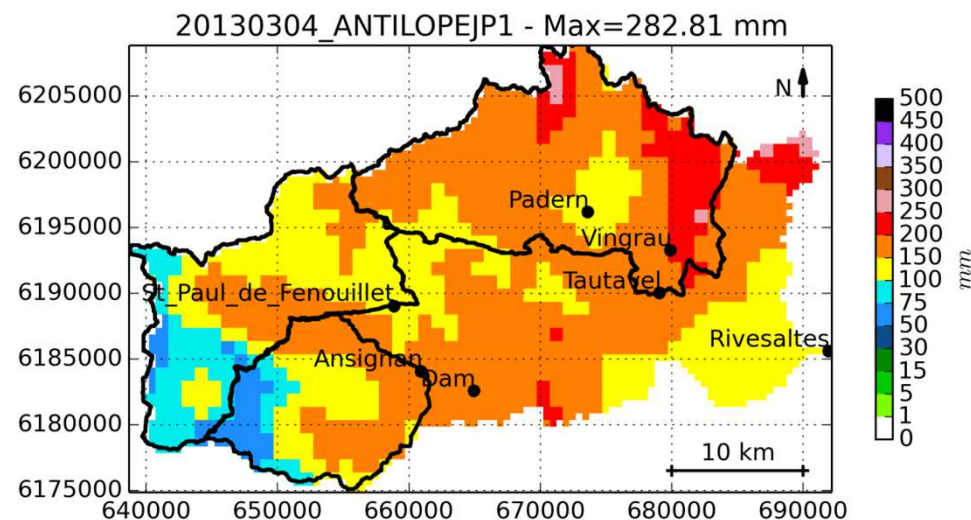 20130304_ANTILOPEJP1 - Max=282.81 mm
6205000
6200000
6195000
6190000
6185000
6180000
6175000
640000 650000 660000 670000 680000 690000
N
Padern
Vingrau
Tautavel
St_Paul_de_Fenouillet
Rivesaltes
Ansignan
Dam
10 km
500
450
400
350
300
250
200
150
100
75
50
30
15
5
1
0
mm